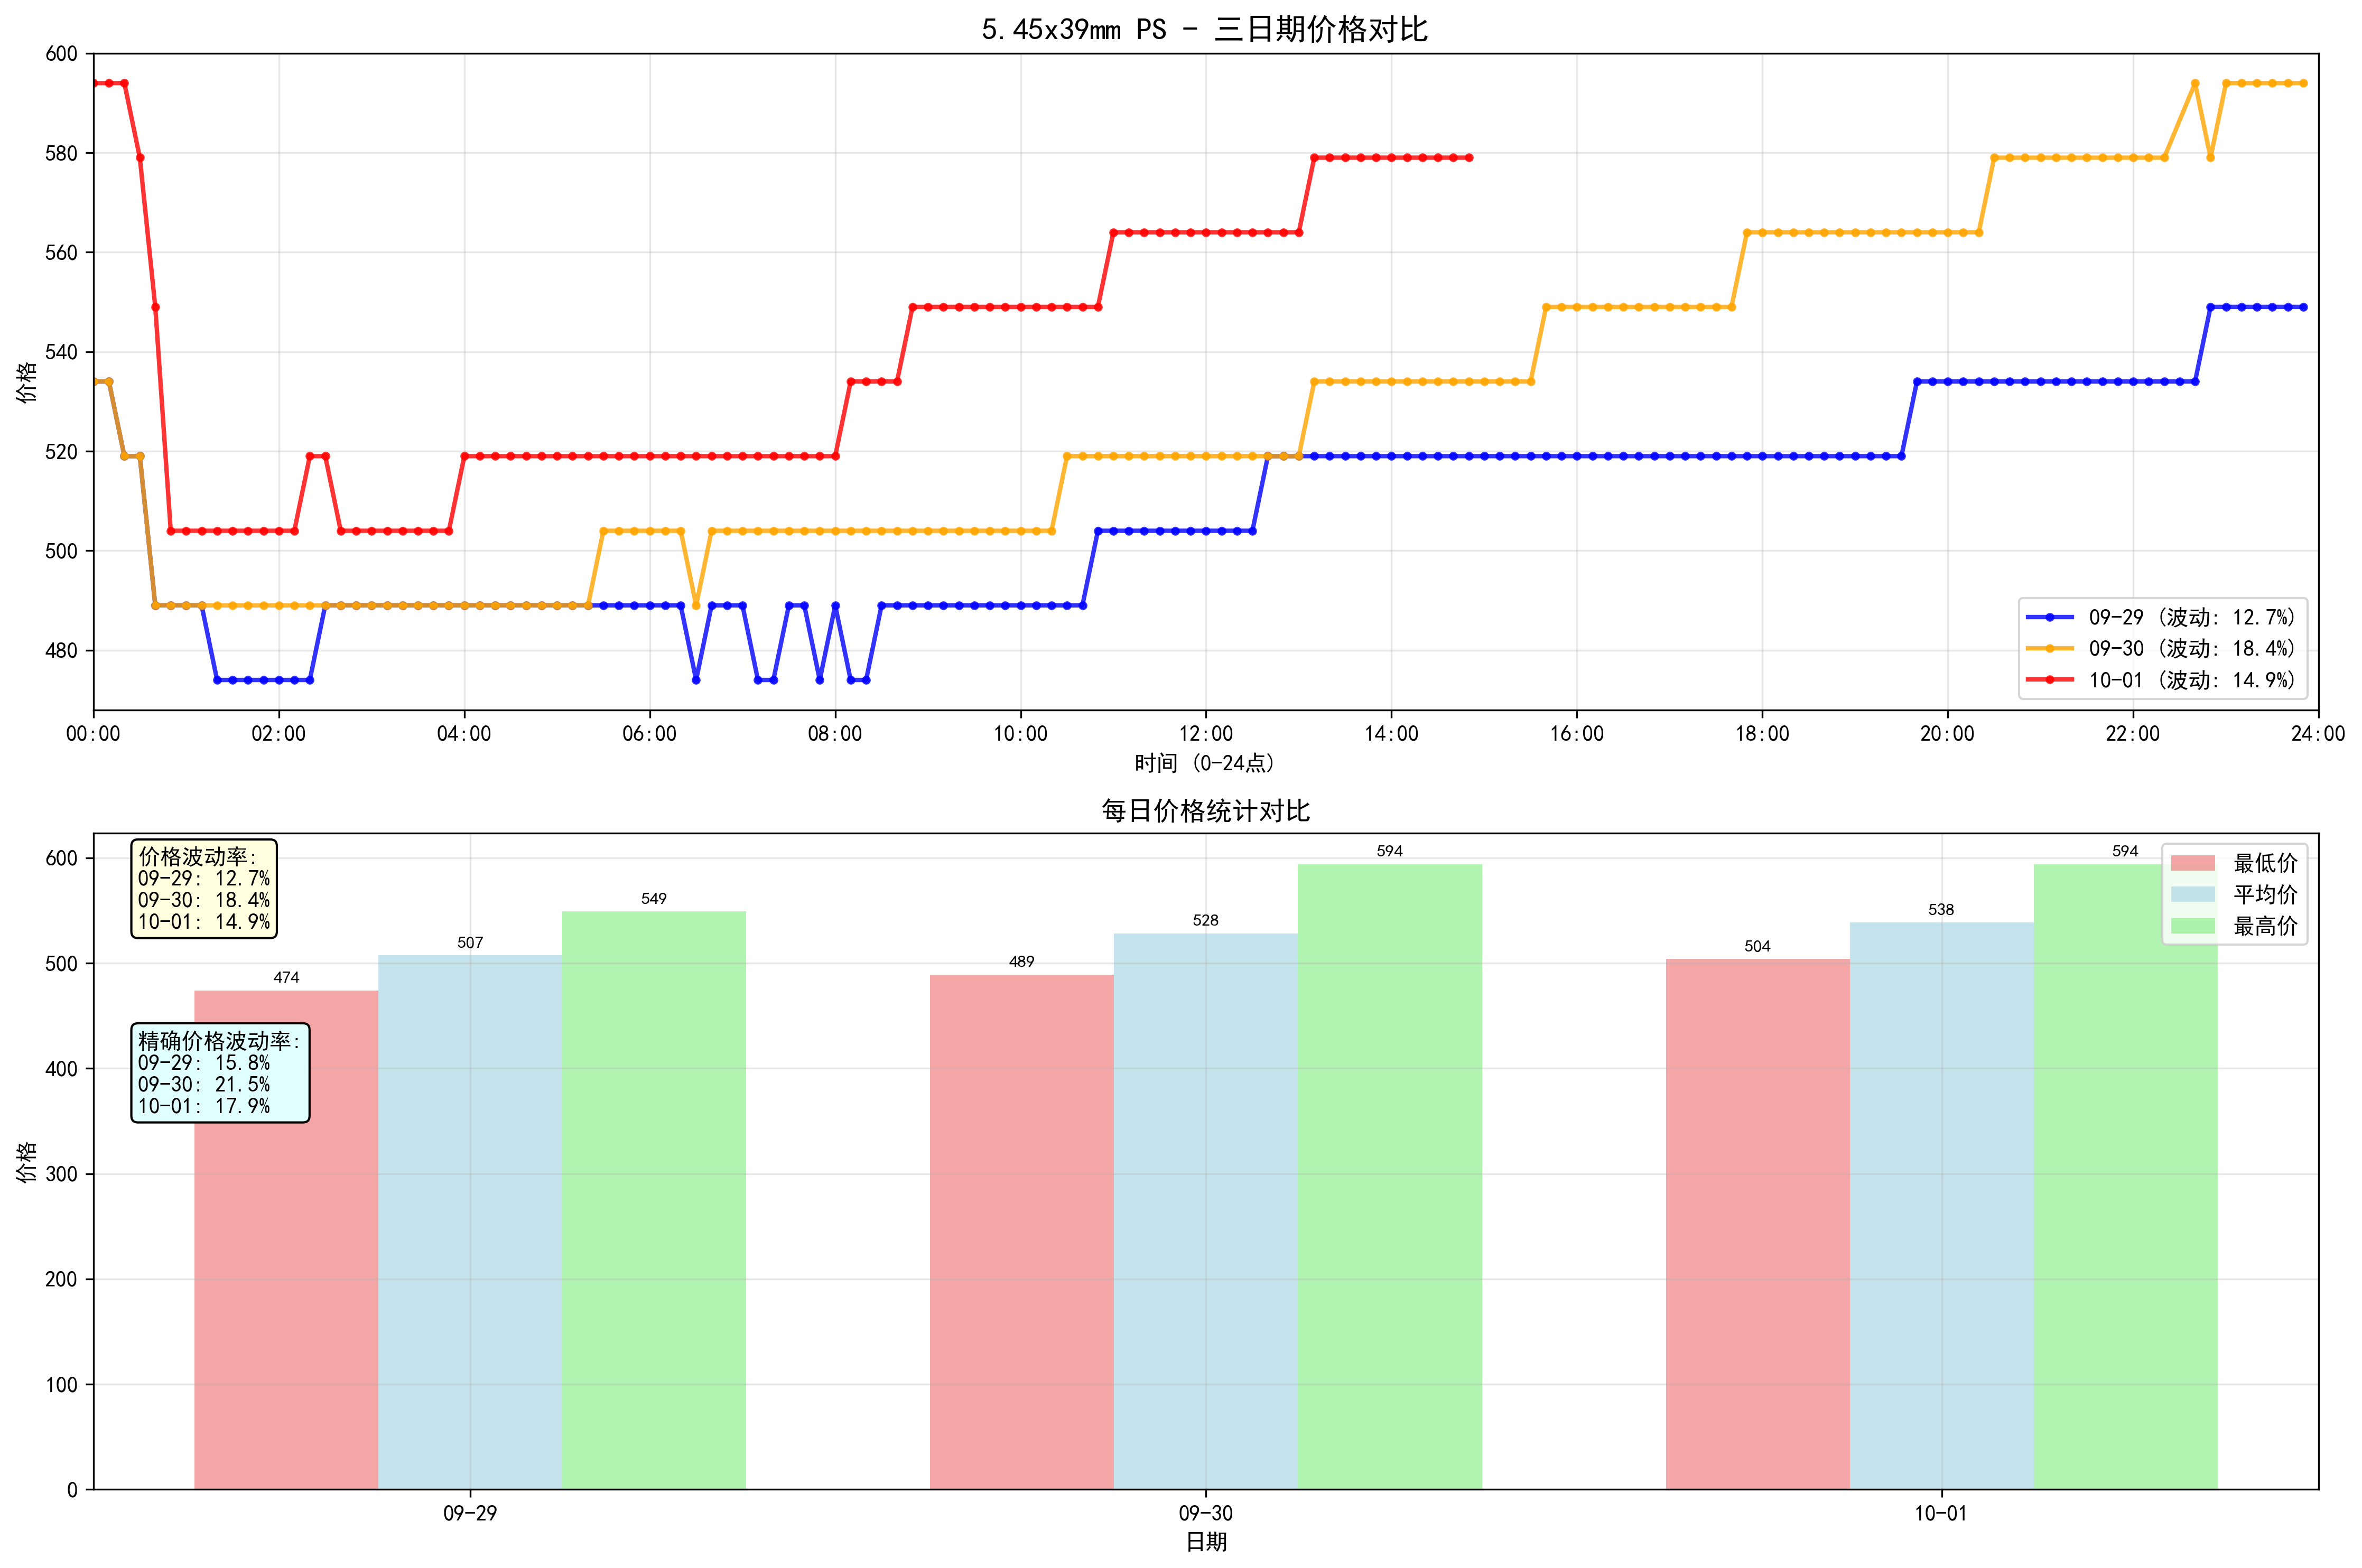 5.45x39mm PS - 三日期价格对比
600
580
560
540
520
500
480
价格
09-29 (波动: 12.7%)
09-30 (波动: 18.4%)
10-01 (波动: 14.9%)
00:00 02:00 04:00 06:00 08:00 10:00 12:00 14:00 16:00 18:00 20:00 22:00 24:00
时间 (0-24点)
每日价格统计对比
600
500
400
300
200
100
0
价格
价格波动率:
09-29: 12.7%
09-30: 18.4%
10-01: 14.9%
精确价格波动率:
09-29: 15.8%
09-30: 21.5%
10-01: 17.9%
474 507 549
489 528 594
504 538 594
最低价
平均价
最高价
09-29 09-30 10-01
日期